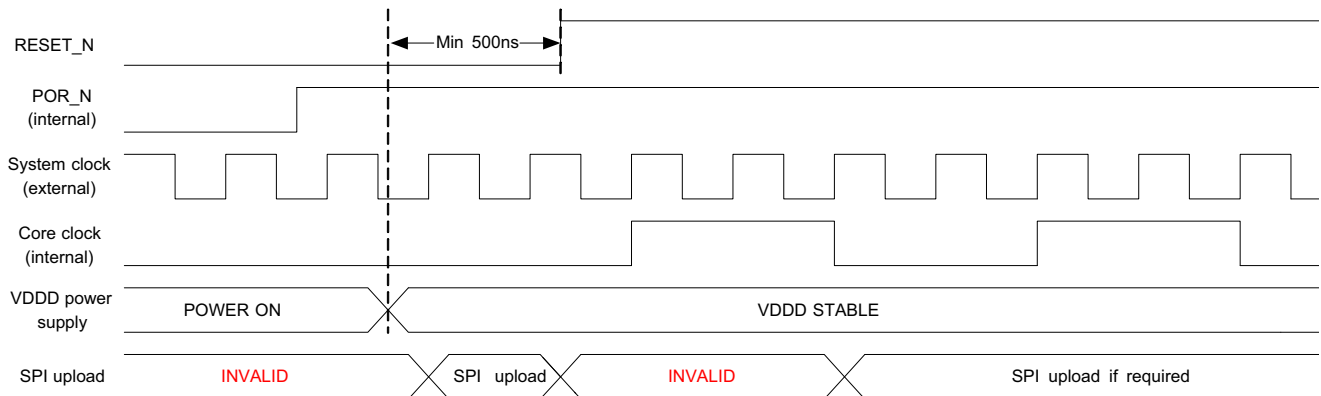 RESET_N
Min 500ns
POR_N
(internal)
System clock
(external)
Core clock
(internal)
VDDD power
supply
POWER ON
VDDD STABLE
SPI upload
INVALID
SPI upload
INVALID
SPI upload if required